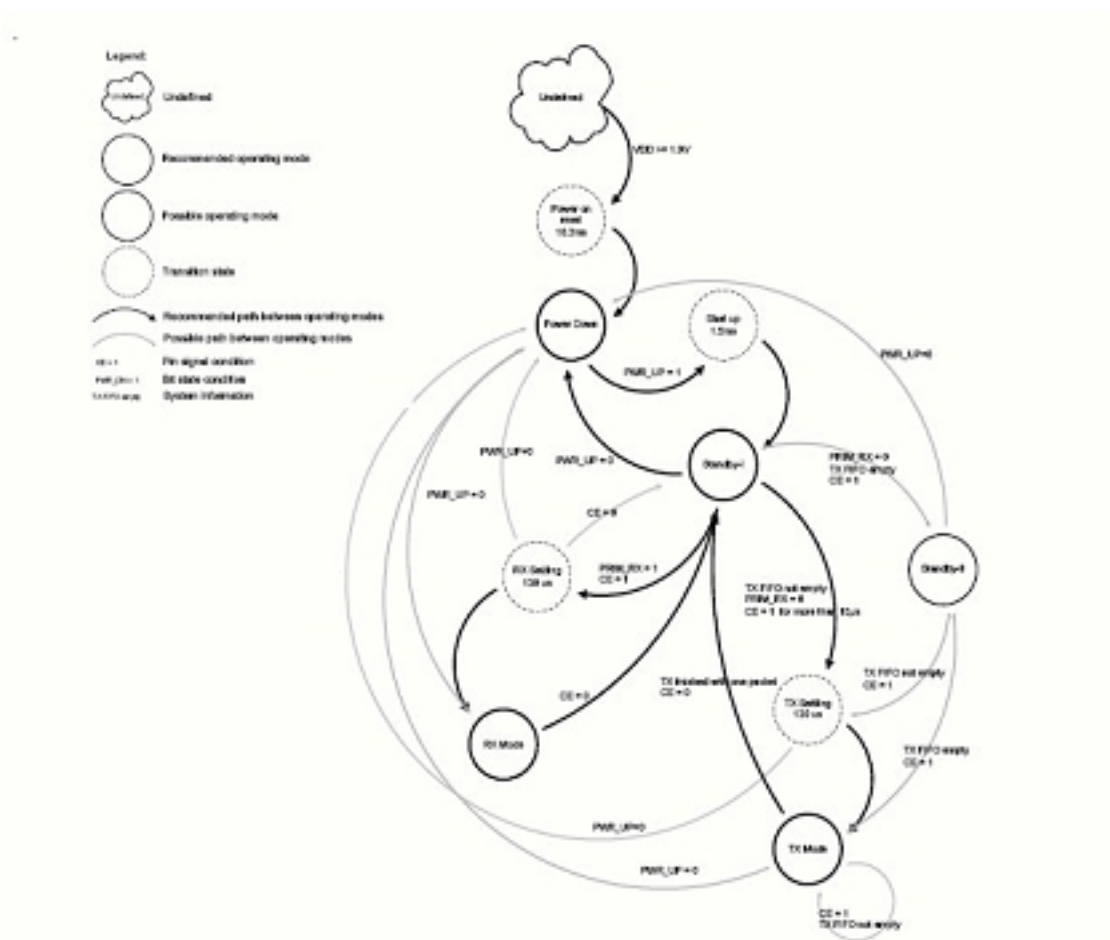 Legend:
Undefined
Undefined
Recommended operating mode
Possible operating mode
Transition state
Recommended path between operating modes
Possible path between operating modes
CE = 1
Pin signal condition
Bit state condition
System information
Undefined
VDD >= 1.9V
Power on
reset
Power Down
Start up
1.5ms
PWR_UP = 1
PWR_UP=0
PWR_UP=0
PWR_UP = 0
PWR_UP = 0
Standby-I
PRIM_RX = 0
TX FIFO empty
CE = 1
CE = 0
RX Settling
130 us
PRIM_RX = 1
CE = 1
Standby-II
TX FIFO not empty
PRIM_RX = 0
CE = 1 for more than 10µs
TX finished with one packet
CE = 0
TX FIFO not empty
CE = 1
TX Settling
130 us
CE = 0
RX Mode
TX FIFO empty
CE = 1
PWR_UP=0
TX Mode
PWR_UP = 0
CE = 1
TX FIFO not empty